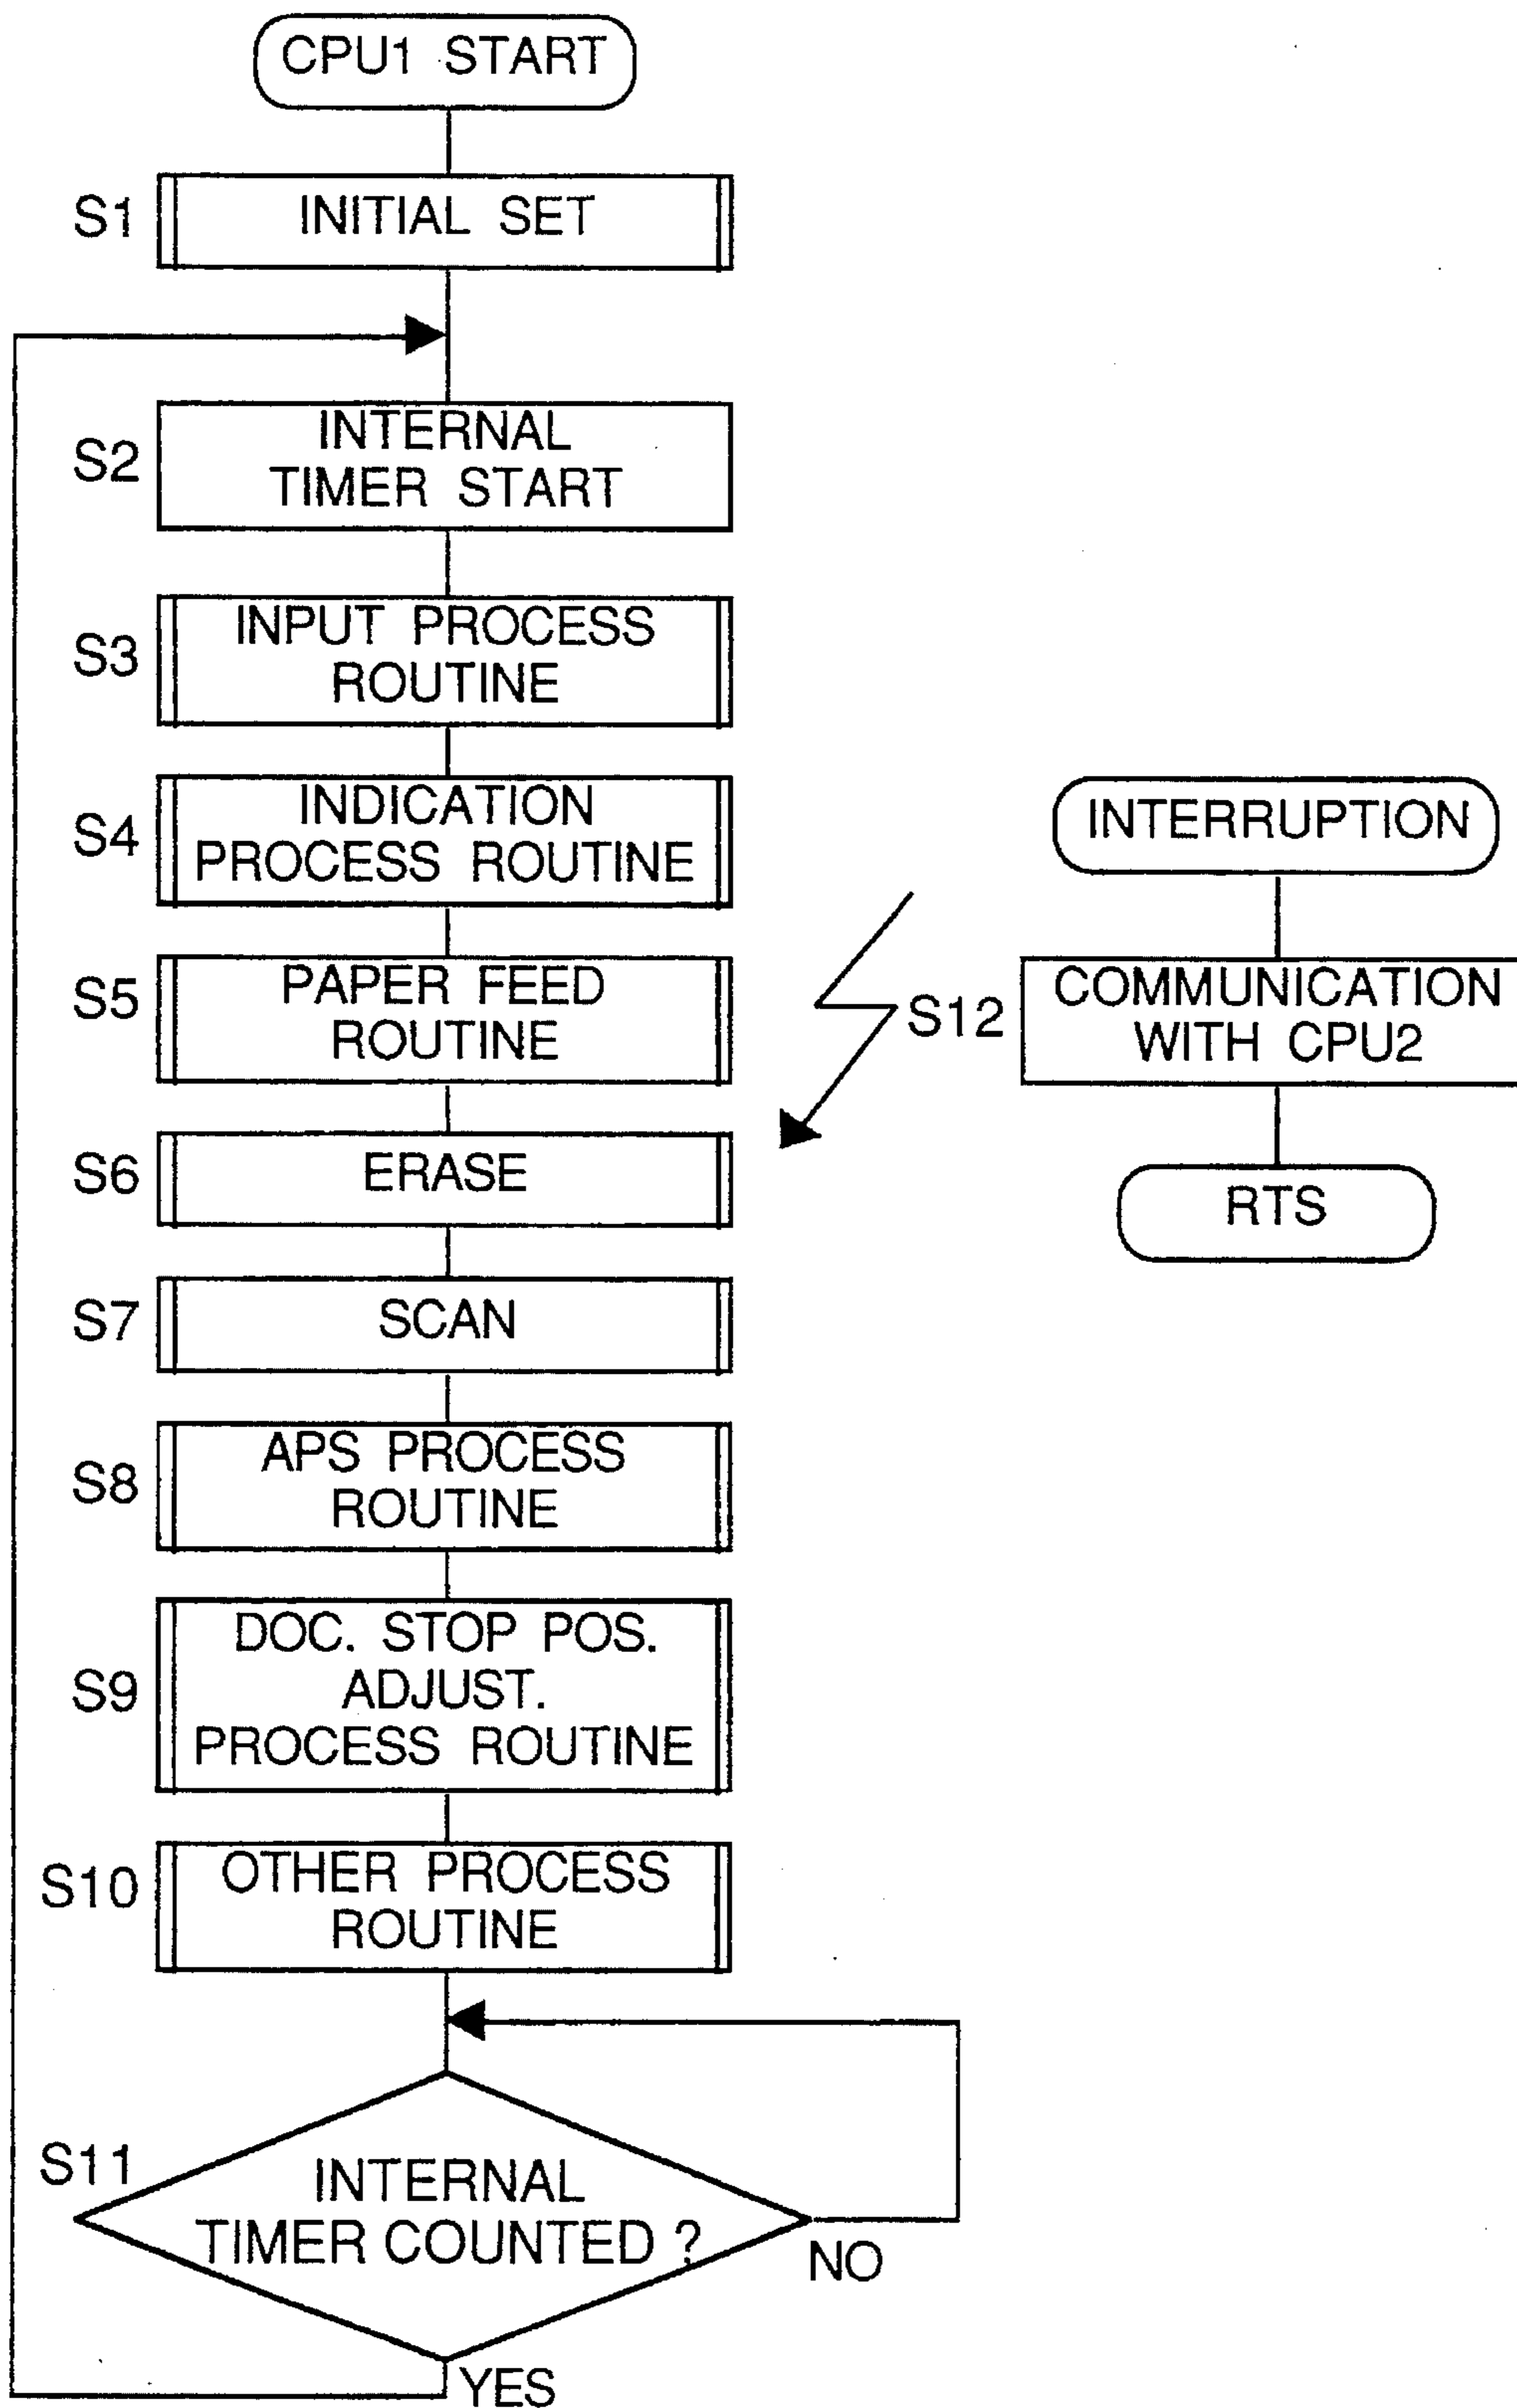 CPU1 START
S1
INITIAL SET
S2
INTERNAL
TIMER START
S3
INPUT PROCESS
ROUTINE
S4
INDICATION
PROCESS ROUTINE
S5
PAPER FEED
ROUTINE
S6
ERASE
S7
SCAN
S8
APS PROCESS
ROUTINE
S9
DOC. STOP POS.
ADJUST.
PROCESS ROUTINE
S10
OTHER PROCESS
ROUTINE
S11
INTERNAL
TIMER COUNTED ?
NO
YES
INTERRUPTION
S12
COMMUNICATION
WITH CPU2
RTS